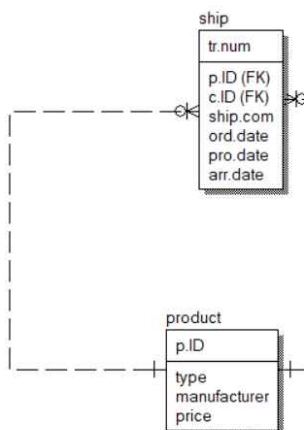 ship
tr.num
p.ID (FK)
c.ID (FK)
ship.com
ord.date
pro.date
arr.date
product
p.ID
type
manufacturer
price